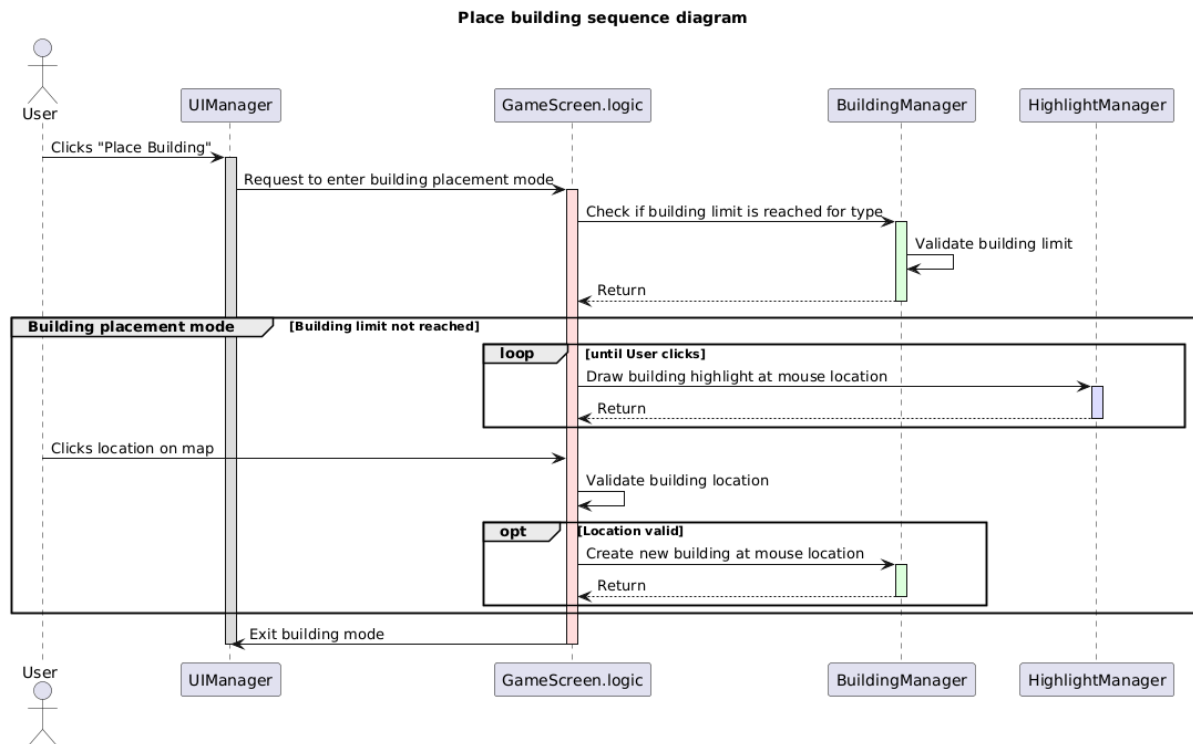 Place building sequence diagram
User
UIManager
GameScreen.logic
BuildingManager
HighlightManager
Clicks "Place Building"
Request to enter building placement mode
Check if building limit is reached for type
Validate building limit
Return
Building placement mode [Building limit not reached]
loop [until User clicks]
Draw building highlight at mouse location
Return
Clicks location on map
Validate building location
opt [Location valid]
Create new building at mouse location
Return
Exit building mode
User
UIManager
GameScreen.logic
BuildingManager
HighlightManager